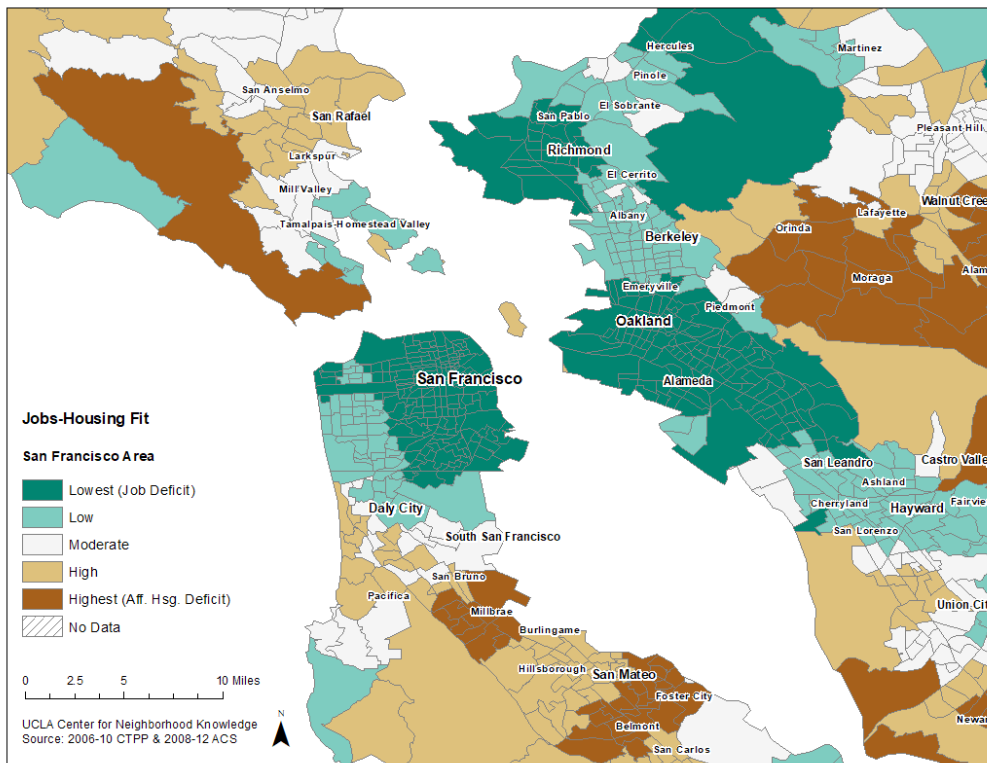 Hercules
Martinez
Pinole
San Anselmo
El Sobrante
San Rafael
San Pablo
Pleasant Hill
Richmond
Larkspur
El Cerrito
Mill Valley
Walnut Cree
Albany
Lafayette
Tamalpais-Homestead Valley
Orinda
Berkeley
Alam
Moraga
Emeryville
Piedmont
Oakland
San Francisco
Alameda
Jobs-Housing Fit
San Francisco Area
Lowest (Job Deficit)
Low
Moderate
High
Highest (Aff. Hsg. Deficit)
No Data
San Leandro
Castro Valle
Ashland
Cherryland
Hayward
Fairvie
San Lorenzo
Daly City
South San Francisco
San Bruno
Pacifica
Millbrae
Union Cit
Burlingame
Hillsborough
San Mateo
Foster City
Belmont
Newar
San Carlos
0 2.5 5 10 Miles
N
UCLA Center for Neighborhood Knowledge
Source: 2006-10 CTPP & 2008-12 ACS